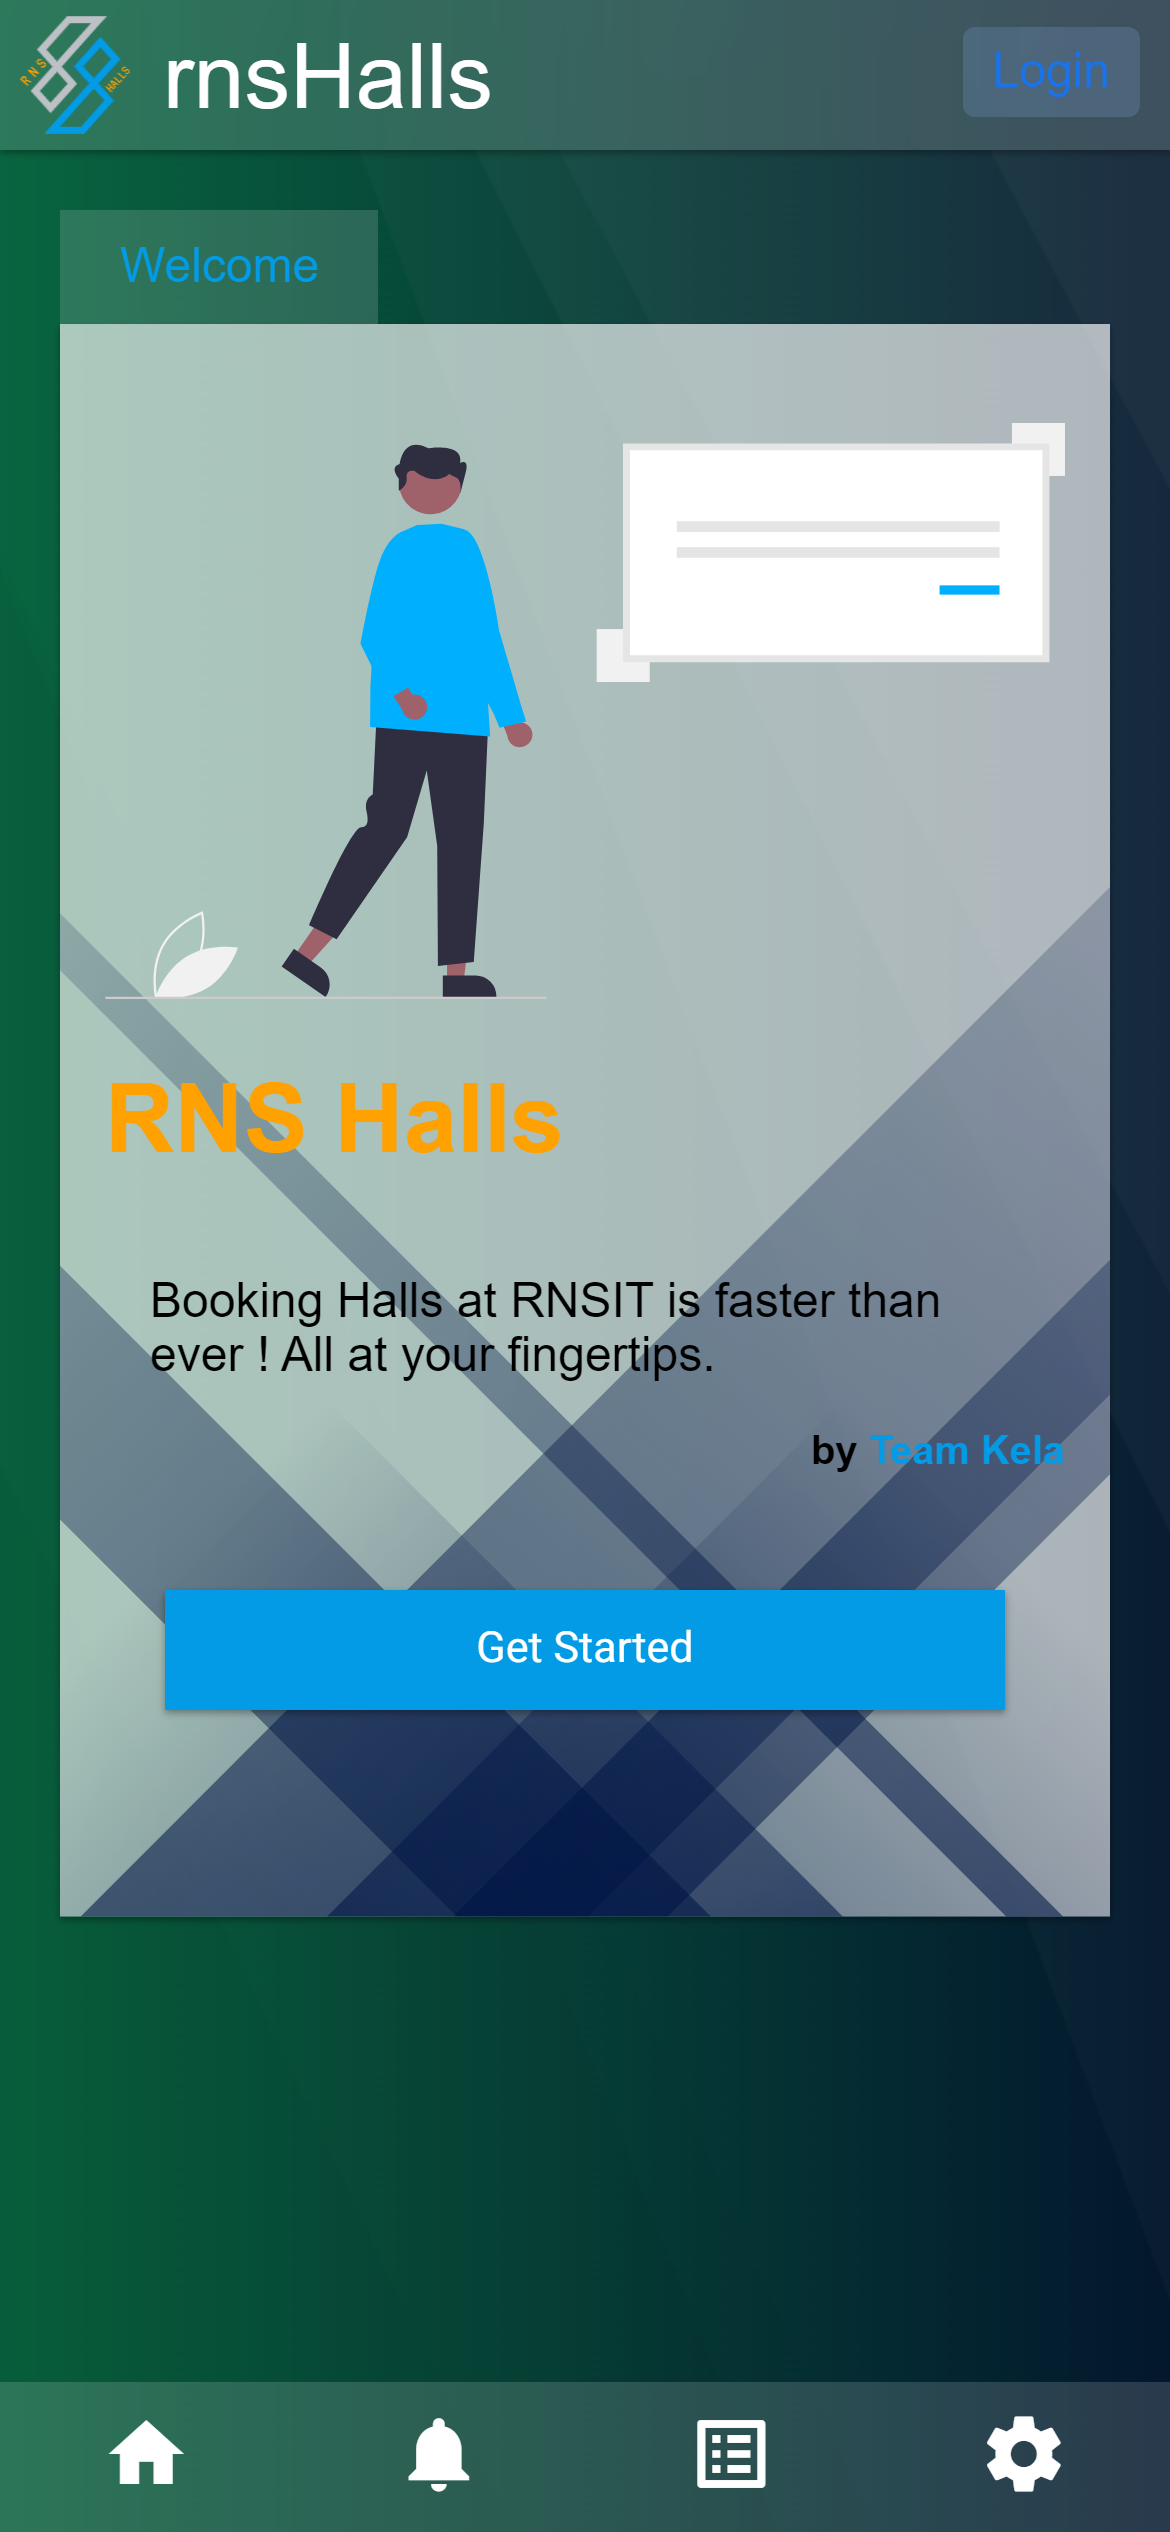 RNS
HALLS
rnsHalls
Login
Welcome
RNS Halls
Booking Halls at RNSIT is faster than
ever ! All at your fingertips.
by Team Kela
Get Started